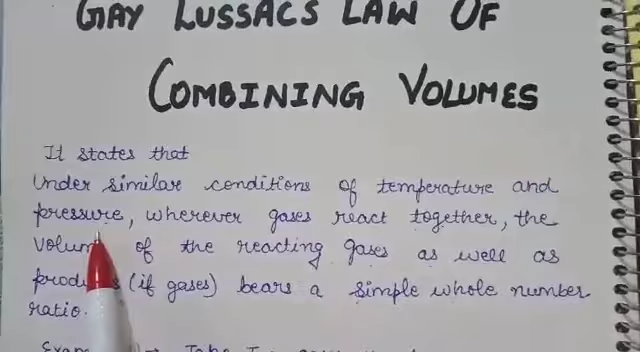 GAY LUSSACS LAW OF
COMBINING VOLUMES
It states that
Under similar conditions of temperature and
pressure, wherever gases react together, the
of the reacting gases as well as
(if gases) bears a simple whole number
ratio.